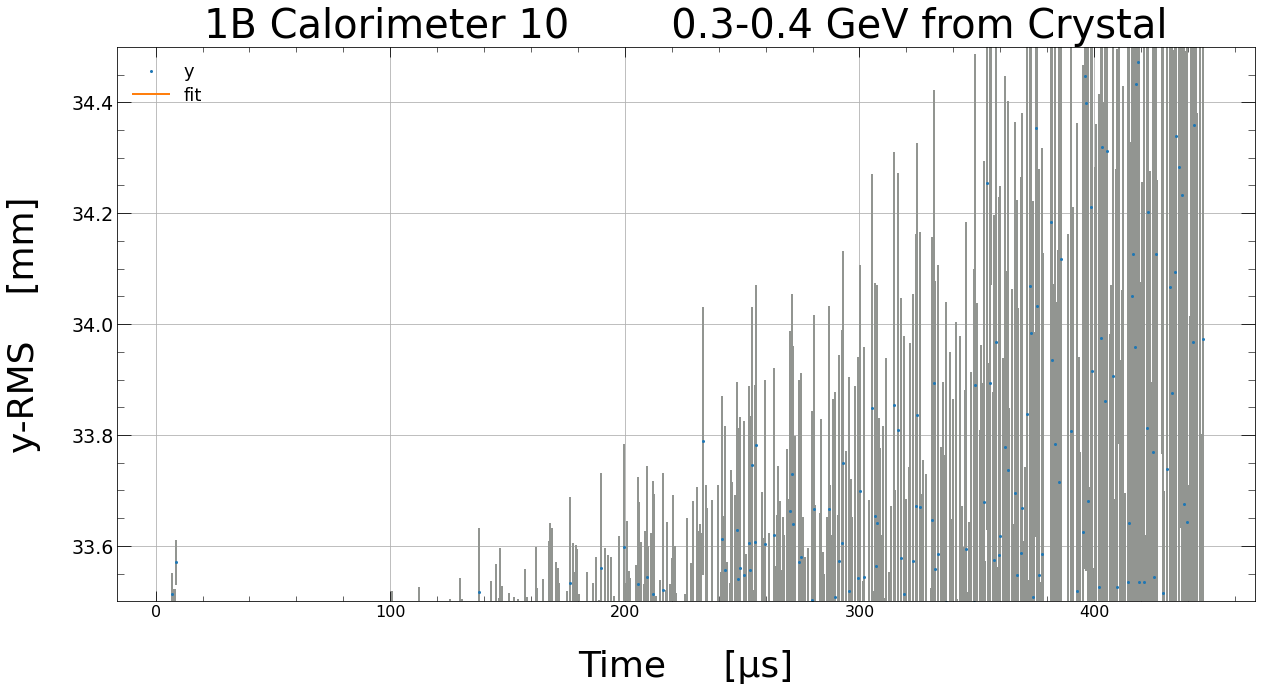 1B Calorimeter 10 0.3-0.4 GeV from Crystal
y
fit
34.4
34.2
34.0
33.8
33.6
y-RMS [mm]
0 100 200 300 400
Time [μs]